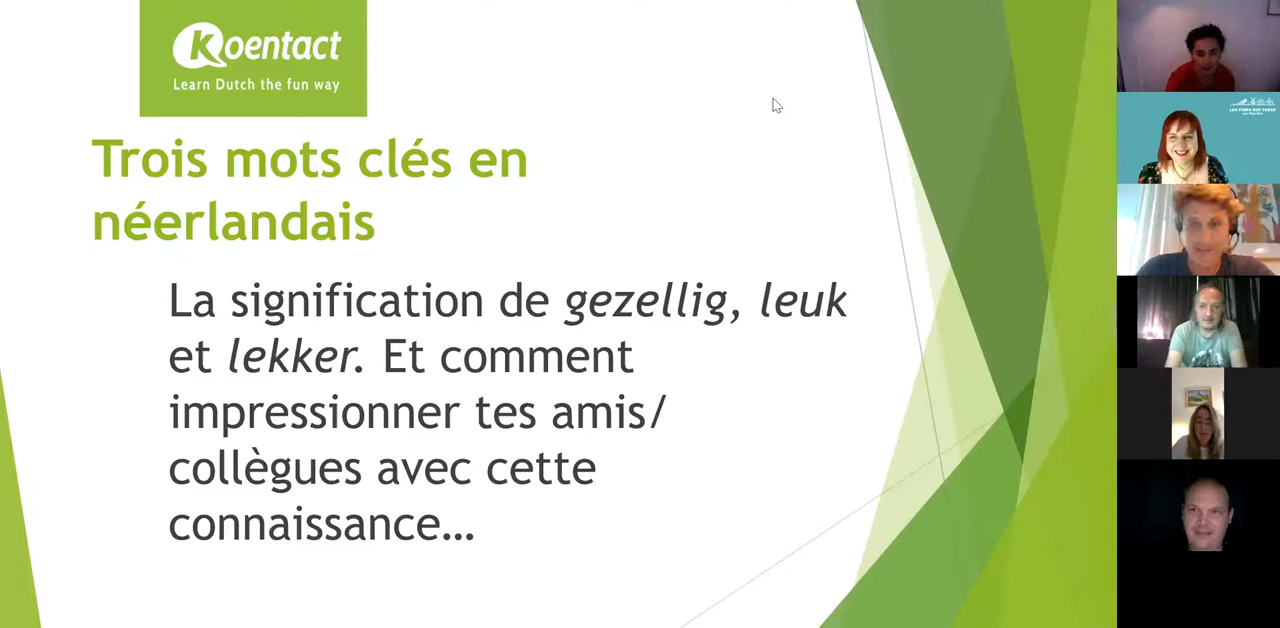 Koentact
Learn Dutch the fun way
Trois mots clés en
néerlandais
La signification de gezellig, leuk
et lekker. Et comment
impressionner tes amis/
collègues avec cette
connaissance…